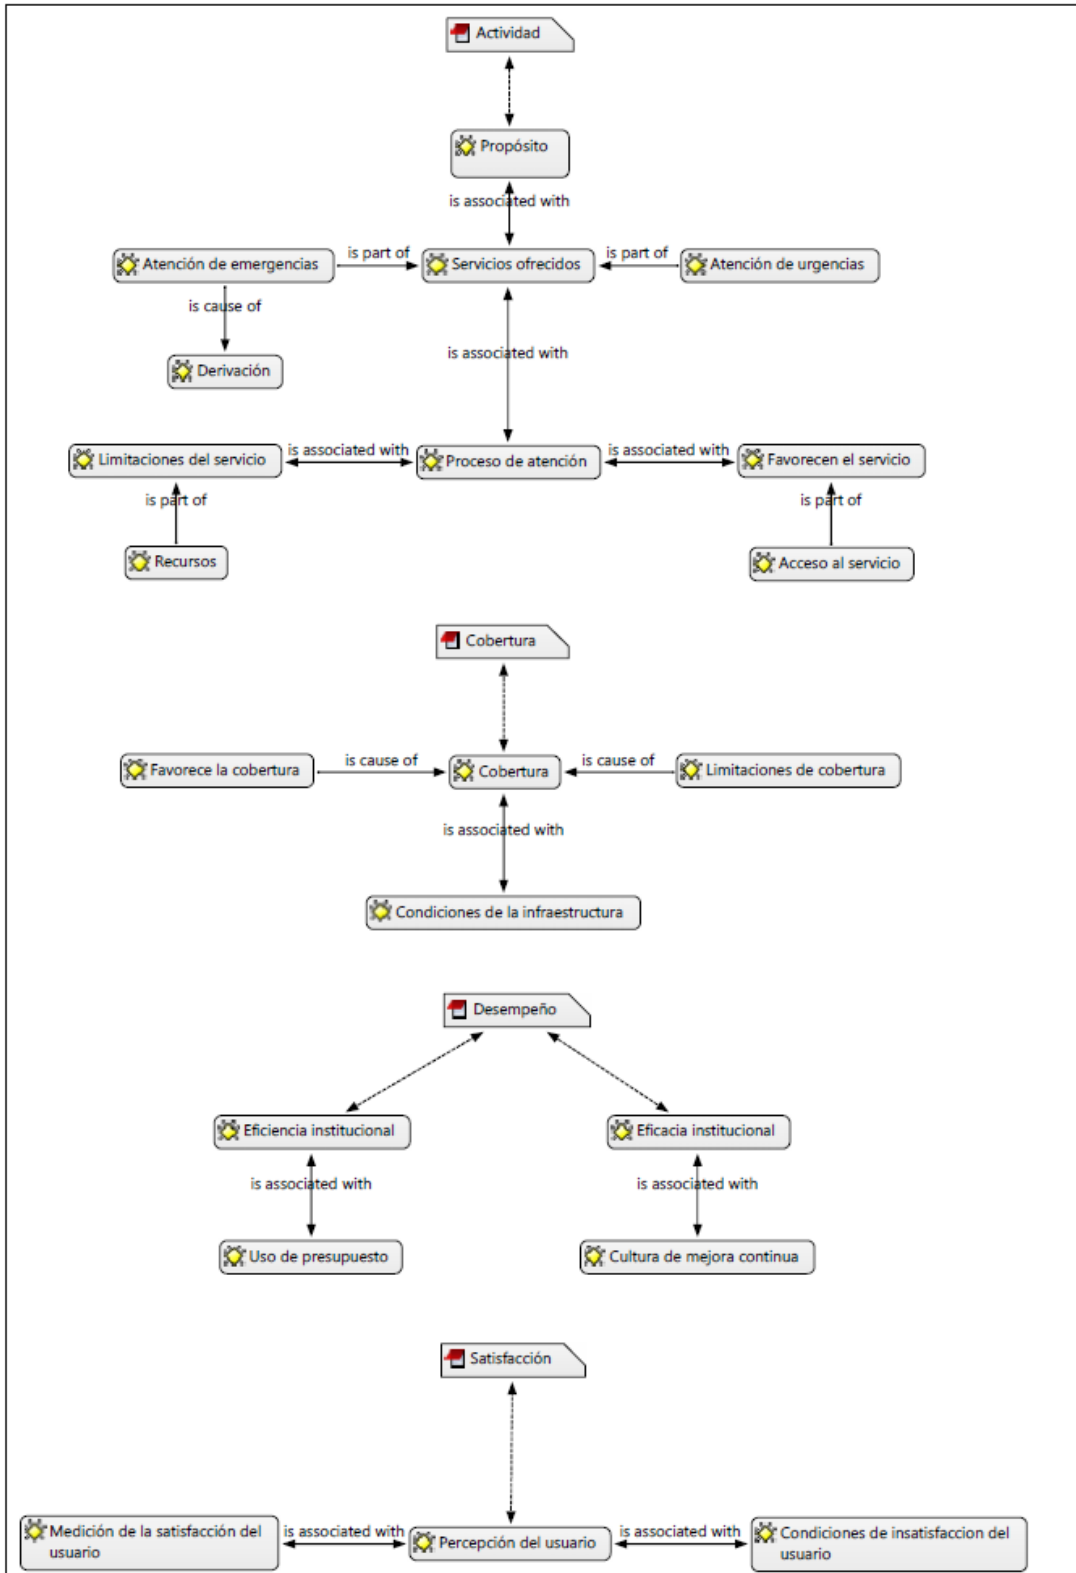 Actividad
Propósito
is associated with
Atención de emergencias
is part of
Servicios ofrecidos
is part of
Atención de urgencias
is cause of
is associated with
Derivación
Limitaciones del servicio
is associated with
Proceso de atención
is associated with
Favorecen el servicio
is part of
is part of
Recursos
Acceso al servicio
Cobertura
Favorece la cobertura
is cause of
Cobertura
is cause of
Limitaciones de cobertura
is associated with
Condiciones de la infraestructura
Desempeño
Eficiencia institucional
Eficacia institucional
is associated with
is associated with
Uso de presupuesto
Cultura de mejora continua
Satisfacción
Medición de la satisfacción del
usuario
is associated with
Percepción del usuario
is associated with
Condiciones de insatisfaccion del
usuario